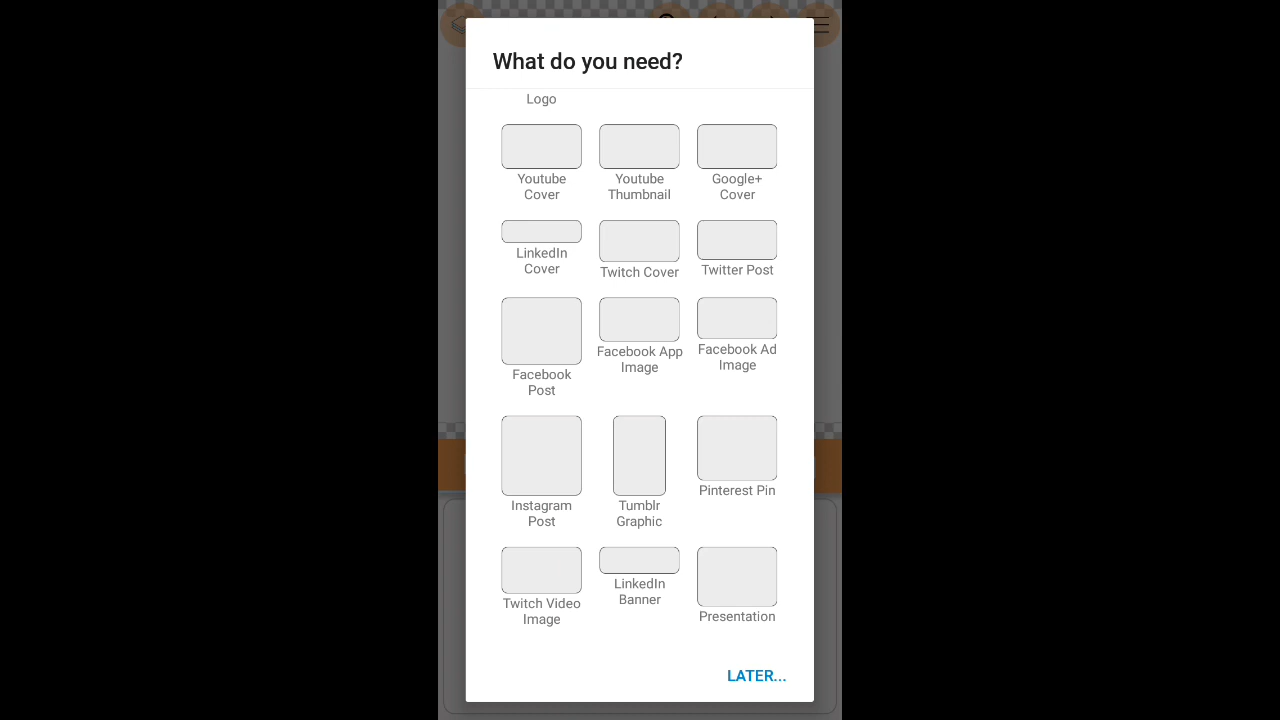 What do you need?
Logo
Youtube Cover
Youtube Thumbnail
Google+ Cover
LinkedIn Cover
Twitch Cover
Twitter Post
Facebook Post
Facebook App Image
Facebook Ad Image
Instagram Post
Tumblr Graphic
Pinterest Pin
Twitch Video Image
LinkedIn Banner
Presentation
LATER...